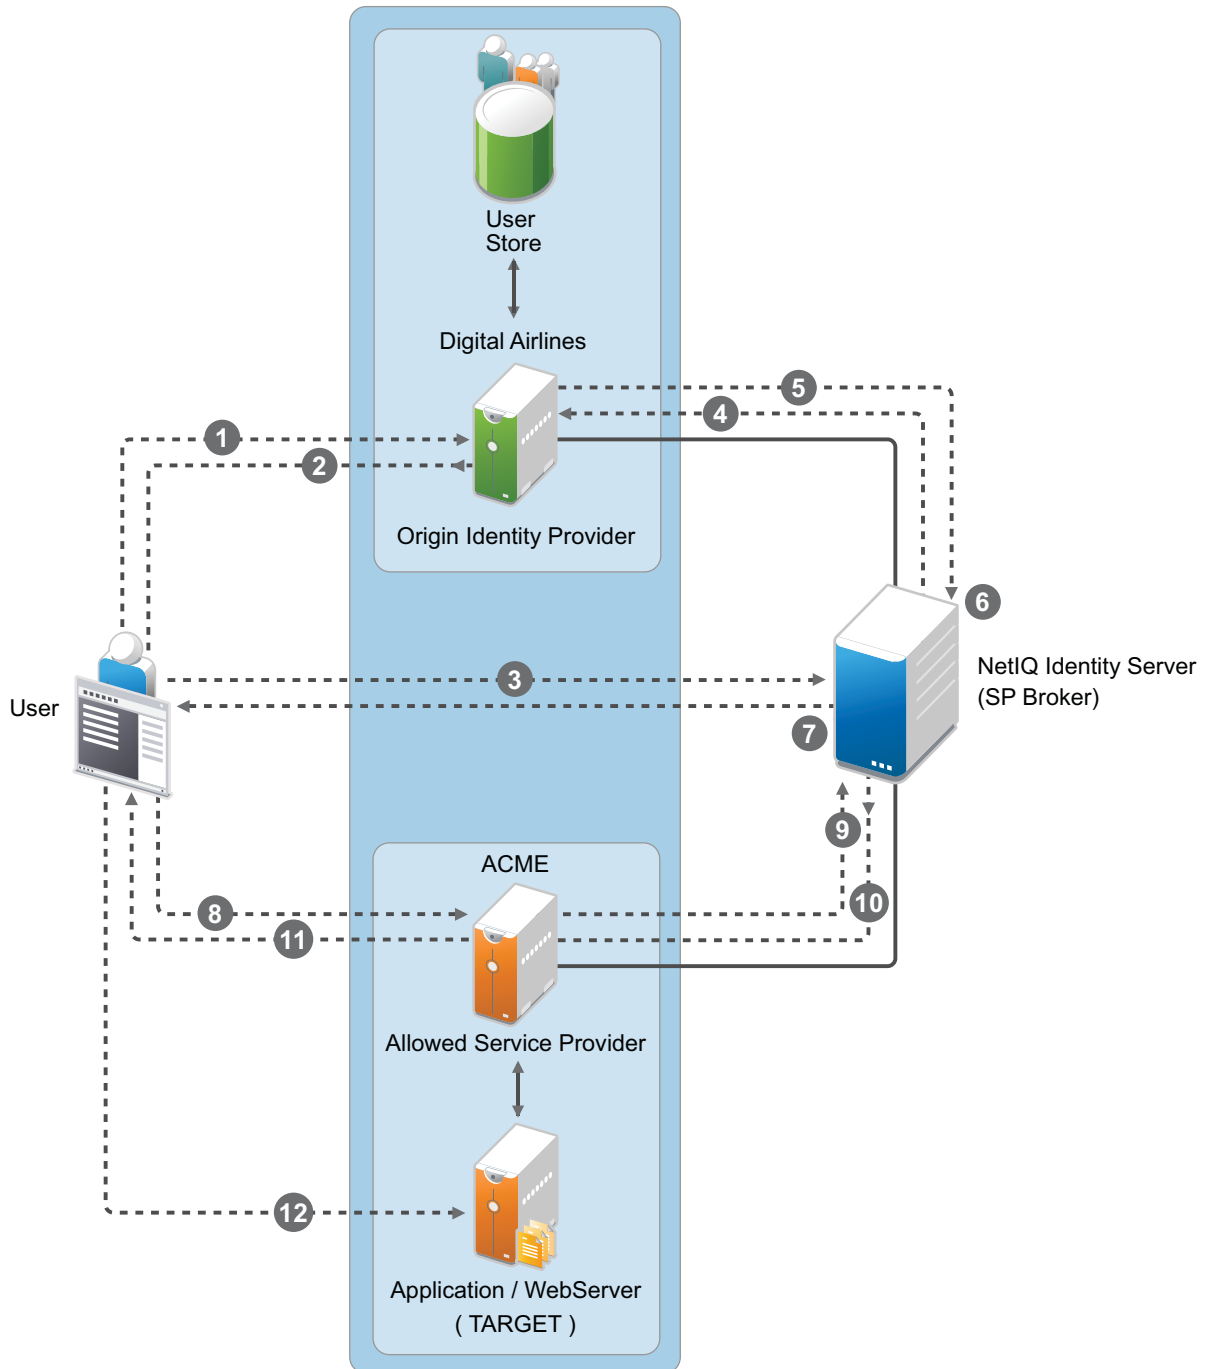 User
Store
Digital Airlines
5
4
1
2
Origin Identity Provider
6
3
NetIQ Identity Server
(SP Broker)
User
7
9
ACME
10
8
11
Allowed Service Provider
12
Application / WebServer
( TARGET )